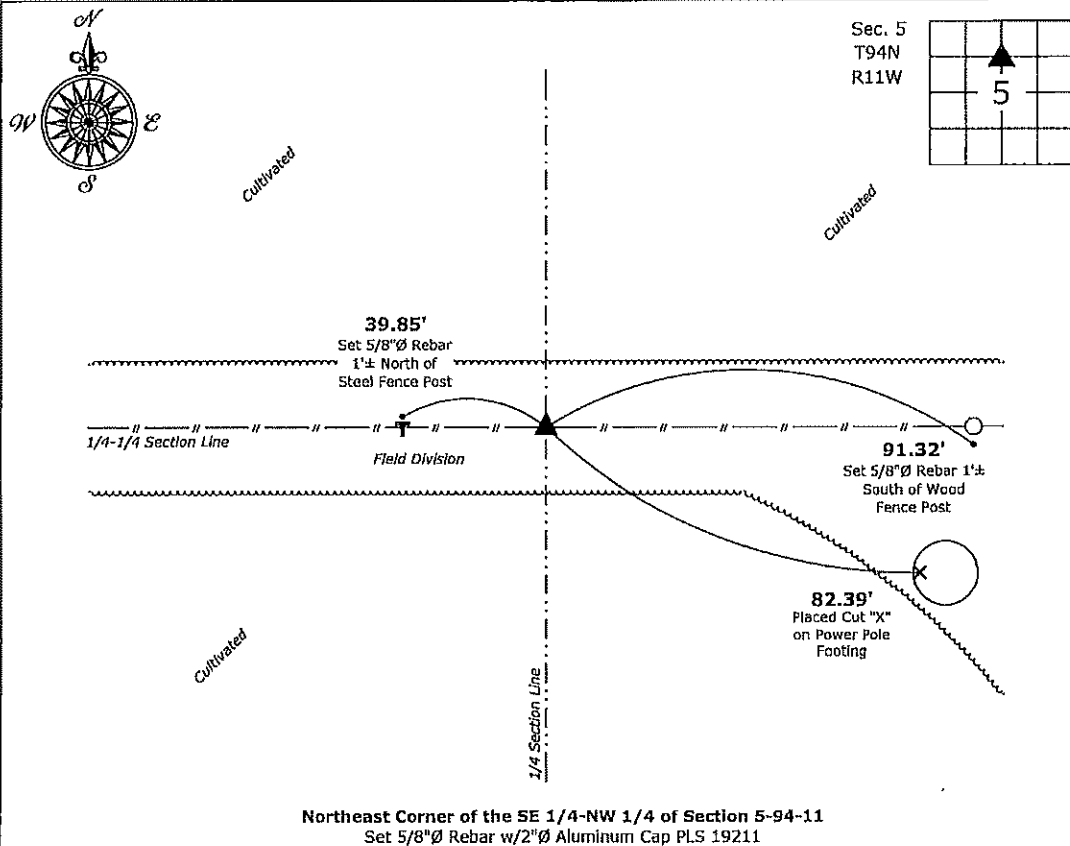 N
W
E
S
Sec. 5
T94N
R11W
5
Cultivated
Cultivated
39.85'
Set 5/8"Ø Rebar
1'± North of
Steel Fence Post
1/4-1/4 Section Line
Field Division
91.32'
Set 5/8"Ø Rebar 1'±
South of Wood
Fence Post
82.39'
Placed Cut "X"
on Power Pole
Footing
Cultivated
1/4 Section Line
Northeast Corner of the SE 1/4-NW 1/4 of Section 5-94-11
Set 5/8"Ø Rebar w/2"Ø Aluminum Cap PLS 19211